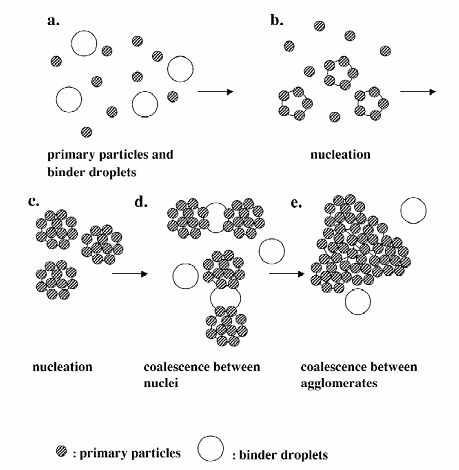 a.
b.
primary particles and
binder droplets
nucleation
c.
d.
e.
nucleation
coalescence between
nuclei
coalescence between
agglomerates
: primary particles
: binder droplets